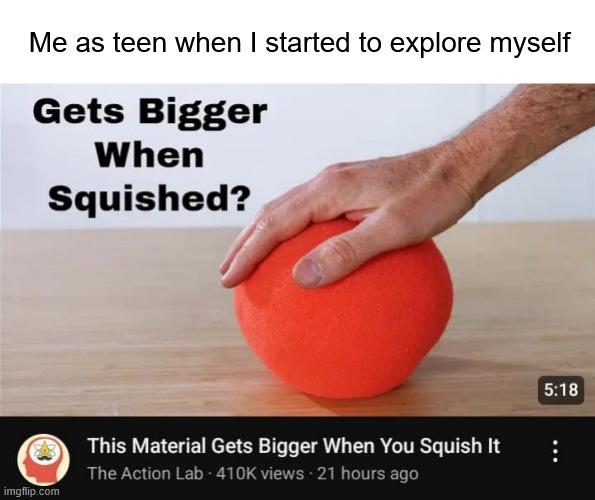 Me as teen when I started to explore myself
Gets Bigger
When
Squished?
5:18
This Material Gets Bigger When You Squish It
The Action Lab · 410K views · 21 hours ago
imgflip.com